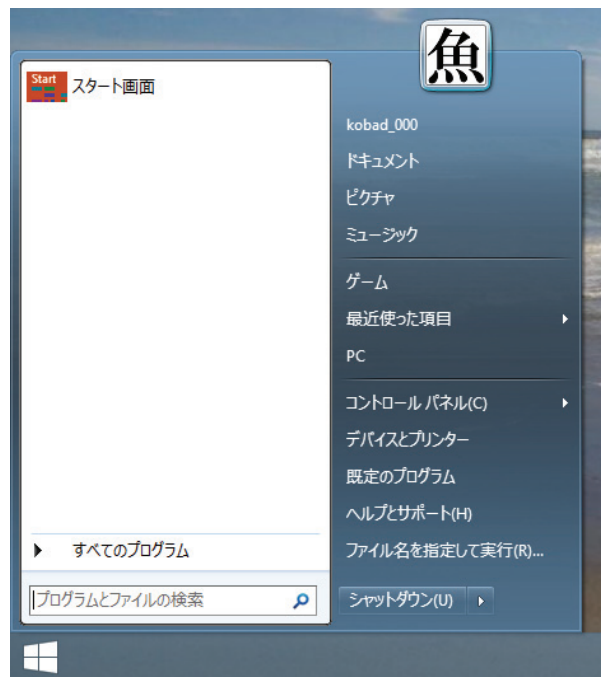 魚
Start
スタート画面
kobad_000
ドキュメント
ピクチャ
ミュージック
ゲーム
最近使った項目
PC
コントロール パネル(C)
デバイスとプリンター
既定のプログラム
ヘルプとサポート(H)
ファイル名を指定して実行(R)...
すべてのプログラム
プログラムとファイルの検索
シャットダウン(U)